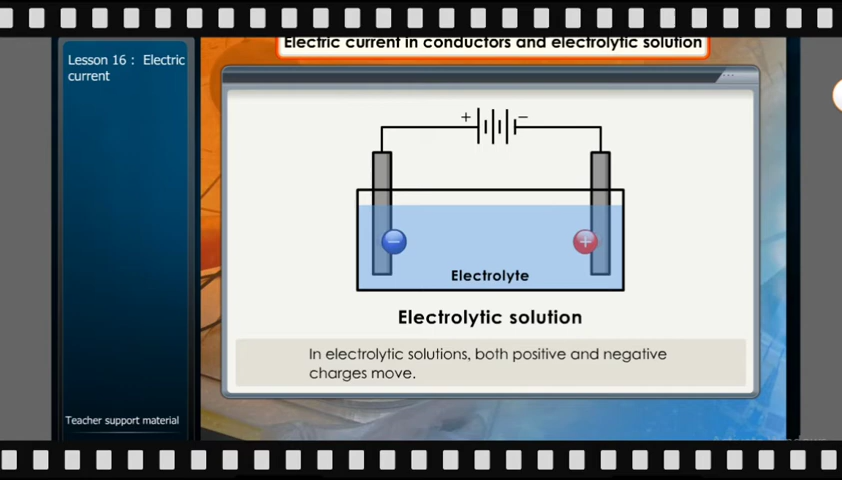 Electric current in conductors and electrolytic solution
Lesson 16 : Electric
current
+ −
− +
Electrolyte
Electrolytic solution
In electrolytic solutions, both positive and negative
charges move.
Teacher support material